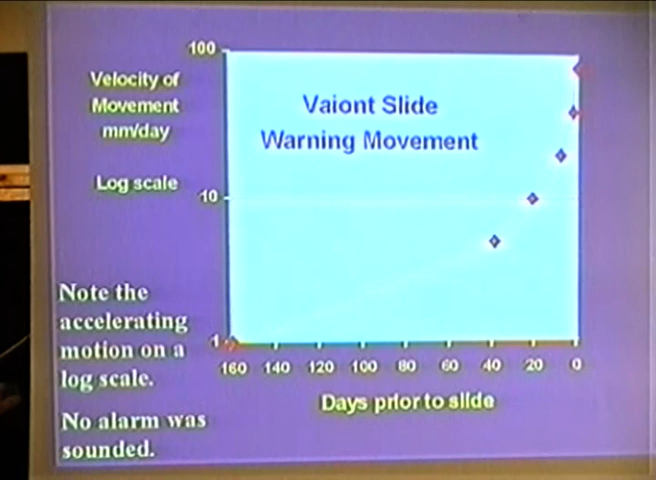 100
Velocity of
Movement
mm/day
Log scale
10
1
Vaiont Slide
Warning Movement
160 140 120 100 80 60 40 20 0
Days prior to slide
Note the
accelerating
motion on a
log scale.
No alarm was
sounded.